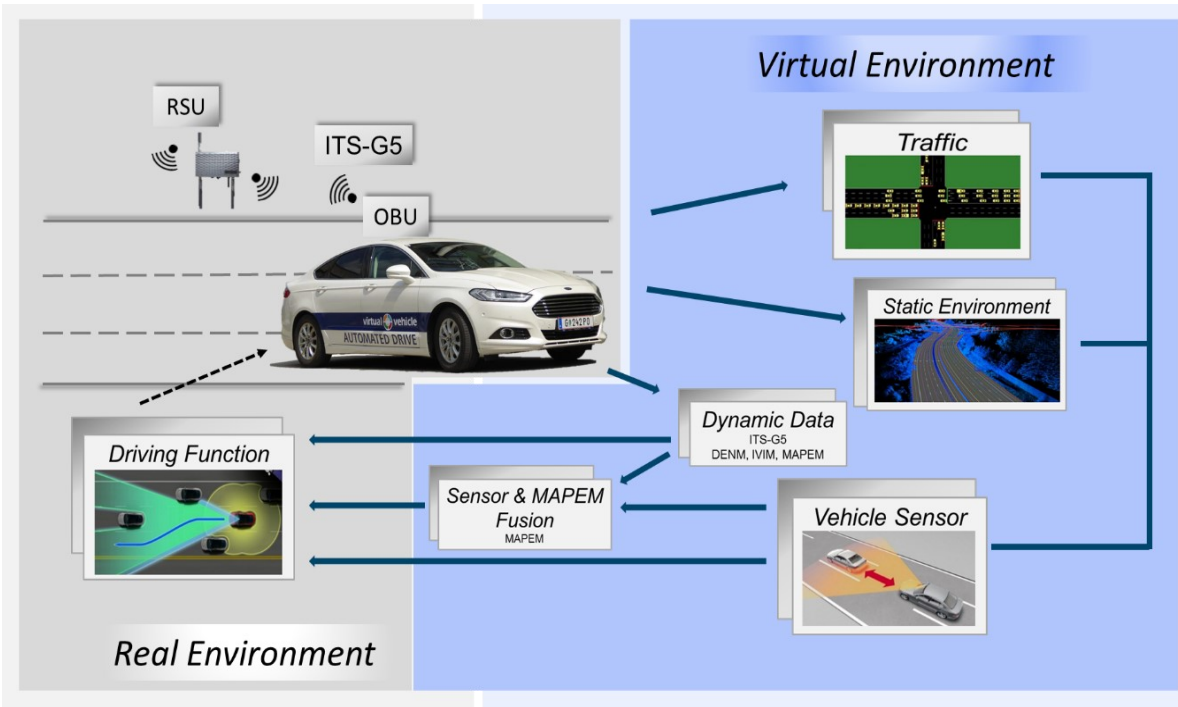 Virtual Environment
RSU
ITS-G5
OBU
Traffic
virtual vehicle
AUTOMATED DRIVE
Static Environment
Dynamic Data
ITS-G5
DENM, IVIM, MAPEM
Driving Function
Sensor & MAPEM
Fusion
MAPEM
Vehicle Sensor
Real Environment